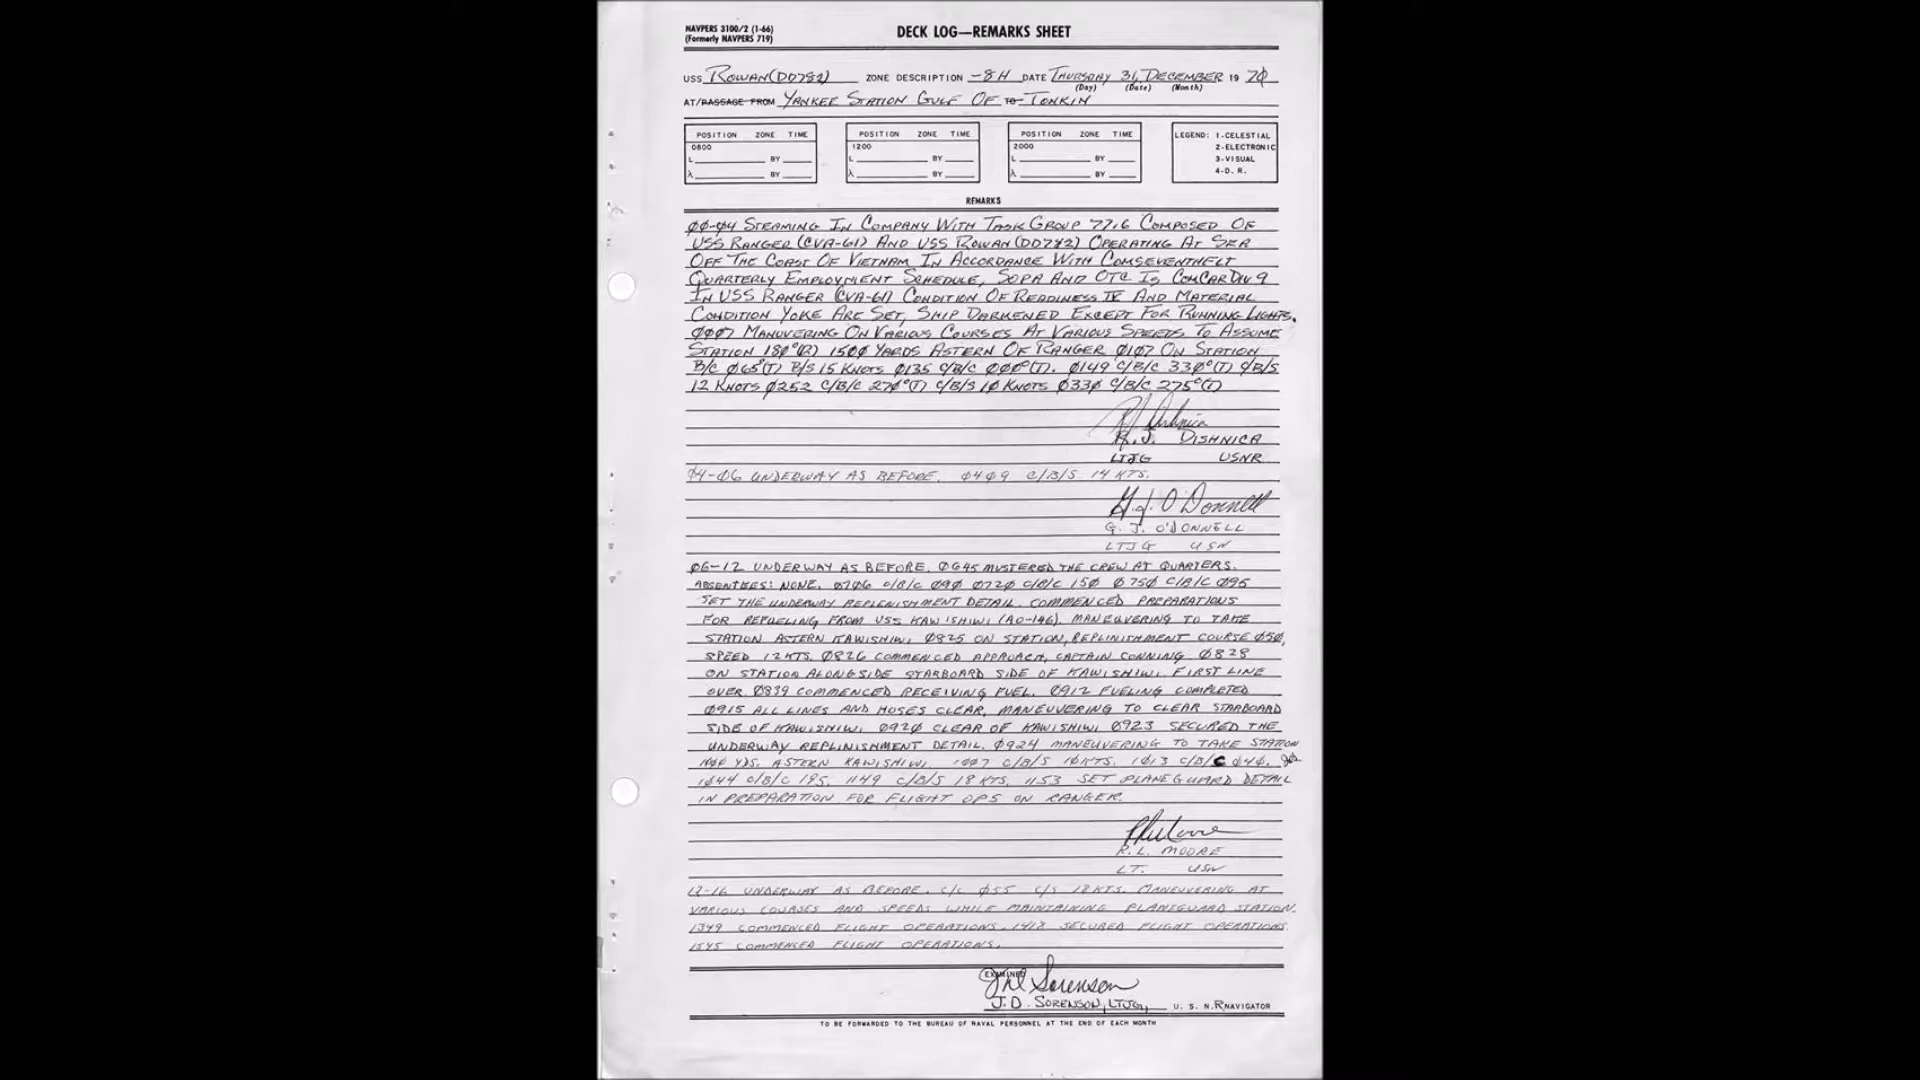 NAVPERS 3100/2 (1-66)
(Formerly NAVPERS 719)
DECK LOG—REMARKS SHEET
USS ROWAN (DD782) ZONE DESCRIPTION -8H DATE THURSDAY 31, DECEMBER 19 70
(Day) (Date) (Month)
AT/PASSAGE FROM YANKEE STATION GULF OF TO TONKIN
POSITION ZONE TIME
0800
L BY
λ BY
POSITION ZONE TIME
1200
L BY
λ BY
POSITION ZONE TIME
2000
L BY
λ BY
LEGEND: 1-CELESTIAL
2-ELECTRONIC
3-VISUAL
4-D. R.
REMARKS
00-04 STEAMING IN COMPANY WITH TASK GROUP 77.6 COMPOSED OF
USS RANGER (CVA-61) AND USS ROWAN (DD782) OPERATING AT SER
OFF THE COAST OF VIETNAM IN ACCORDANCE WITH COMSEVENTHFLT
QUARTERLY EMPLOYMENT SCHEDULE, SOPA AND OTC IS COMCARDIV 9
IN USS RANGER (CVA-61) CONDITION OF READINESS IV AND MATERIAL
CONDITION YOKE ARE SET, SHIP DARKENED EXCEPT FOR RUNNING LIGHTS.
0007 MANUVERING ON VARIOUS COURSES AT VARIOUS SPEEDS TO ASSUME
STATION 180°(R) 1500 YARDS ASTERN OF RANGER 0107 ON STATION
B/C 065°(T) B/S 15 KNOTS 0135 C/B/C 000°(T). 0149 C/B/C 330°(T) C/B/S
12 KNOTS 0252 C/B/C 270°(T) C/B/S 10 KNOTS 0330 C/B/C 275°(T)
R.J. DISHNICA
LTJG USNR
04-06 UNDERWAY AS BEFORE. 0409 C/B/S 14 KTS.
G. J. O'Donnell
G. J. O'DONNELL
LTJG USN
06-12 UNDERWAY AS BEFORE. 0645 MUSTERED THE CREW AT QUARTERS.
ABSENTEES: NONE. 0706 C/B/C 090 0720 C/B/C 150 0750 C/B/C 095
SET THE UNDERWAY REPLENISHMENT DETAIL. COMMENCED PREPARATIONS
FOR REFUELING FROM USS KAWISHIWI (AO-146). MANEUVERING TO TAKE
STATION ASTERN KAWISHIWI 0825 ON STATION, REPLINISHMENT COURSE 050,
SPEED 12 KTS. 0826 COMMENCED APPROACH, CAPTAIN CONNING 0828
ON STATION ALONGSIDE STARBOARD SIDE OF KAWISHIWI. FIRST LINE
OVER. 0839 COMMENCED RECEIVING FUEL. 0912 FUELING COMPLETED
0915 ALL LINES AND HOSES CLEAR, MANEUVERING TO CLEAR STARBOARD
SIDE OF KAWISHIWI. 0920 CLEAR OF KAWISHIWI 0923 SECURED THE
UNDERWAY REPLINISHMENT DETAIL. 0924 MANEUVERING TO TAKE STATION
YDS. ASTERN KAWISHIWI. 1007 C/B/S 16 KTS. 1013 C/B/C 040.
1044 C/B/C 195. 1149 C/B/S 18 KTS. 1153 SET PLANEGUARD DETAIL
IN PREPARATION FOR FLIGHT OPS ON RANGER.
R.L. MOORE
LT. USN
12-16 UNDERWAY AS BEFORE. C/C 055 C/S 18 KTS. MANEUVERING AT
VARIOUS COURSES AND SPEEDS WHILE MAINTAINING PLANEGUARD STATION.
1349 COMMENCED FLIGHT OPERATIONS. 1412 SECURED FLIGHT OPERATIONS
1545 COMMENCED FLIGHT OPERATIONS.
EXAMINED
J.D. Sorenson
J.D. SORENSON, LTJG, U. S. N. R NAVIGATOR
TO BE FORWARDED TO THE BUREAU OF NAVAL PERSONNEL AT THE END OF EACH MONTH